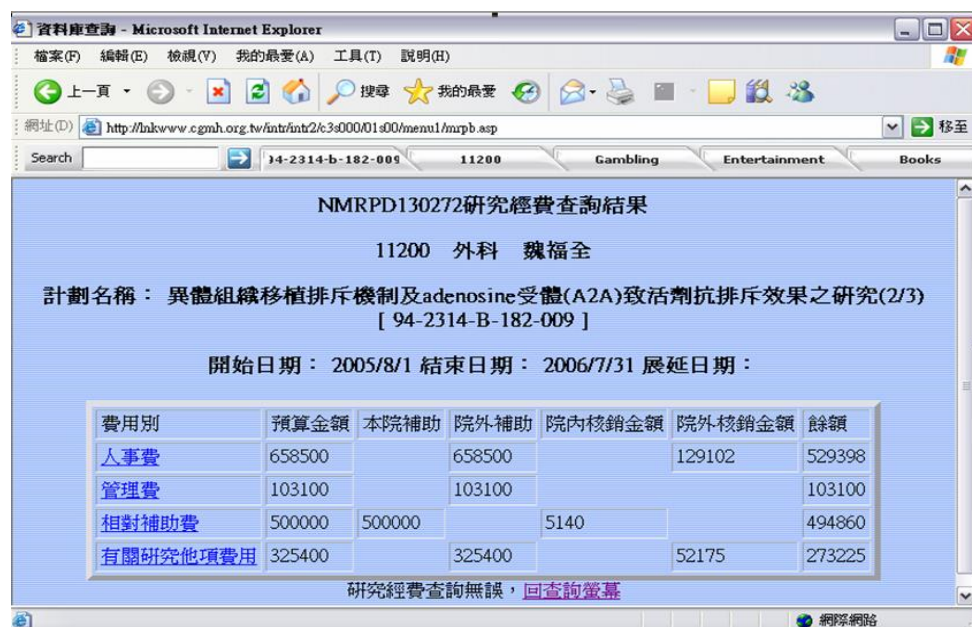 資料庫查詢 - Microsoft Internet Explorer
檔案(F) 編輯(E) 檢視(V) 我的最愛(A) 工具(T) 說明(H)
上一頁 搜尋 我的最愛
網址(D) http://lnkwww.cgmh.org.tw/intr/intr2/c3s000/01s00/menu1/mrpb.asp 移至
Search 94-2314-b-182-009 11200 Gambling Entertainment Books
NMRPD130272研究經費查詢結果
11200 外科 魏福全
計劃名稱： 異體組織移植排斥機制及adenosine受體(A2A)致活劑抗排斥效果之研究(2/3)
[ 94-2314-B-182-009 ]
開始日期： 2005/8/1 結束日期： 2006/7/31 展延日期：
費用別 預算金額 本院補助 院外補助 院內核銷金額 院外核銷金額 餘額
人事費 658500 658500 129102 529398
管理費 103100 103100 103100
相對補助費 500000 500000 5140 494860
有關研究他項費用 325400 325400 52175 273225
研究經費查詢無誤，回查詢螢幕
網際網路